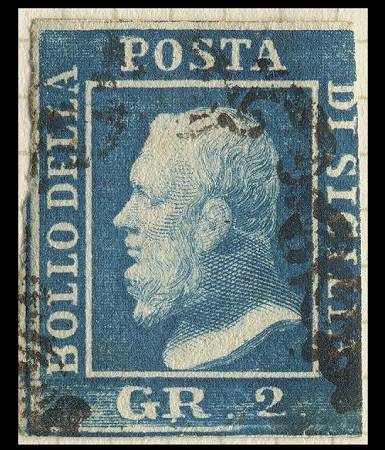 BOLLO DELLA
POSTA
DI SICILIA
GR. 2.